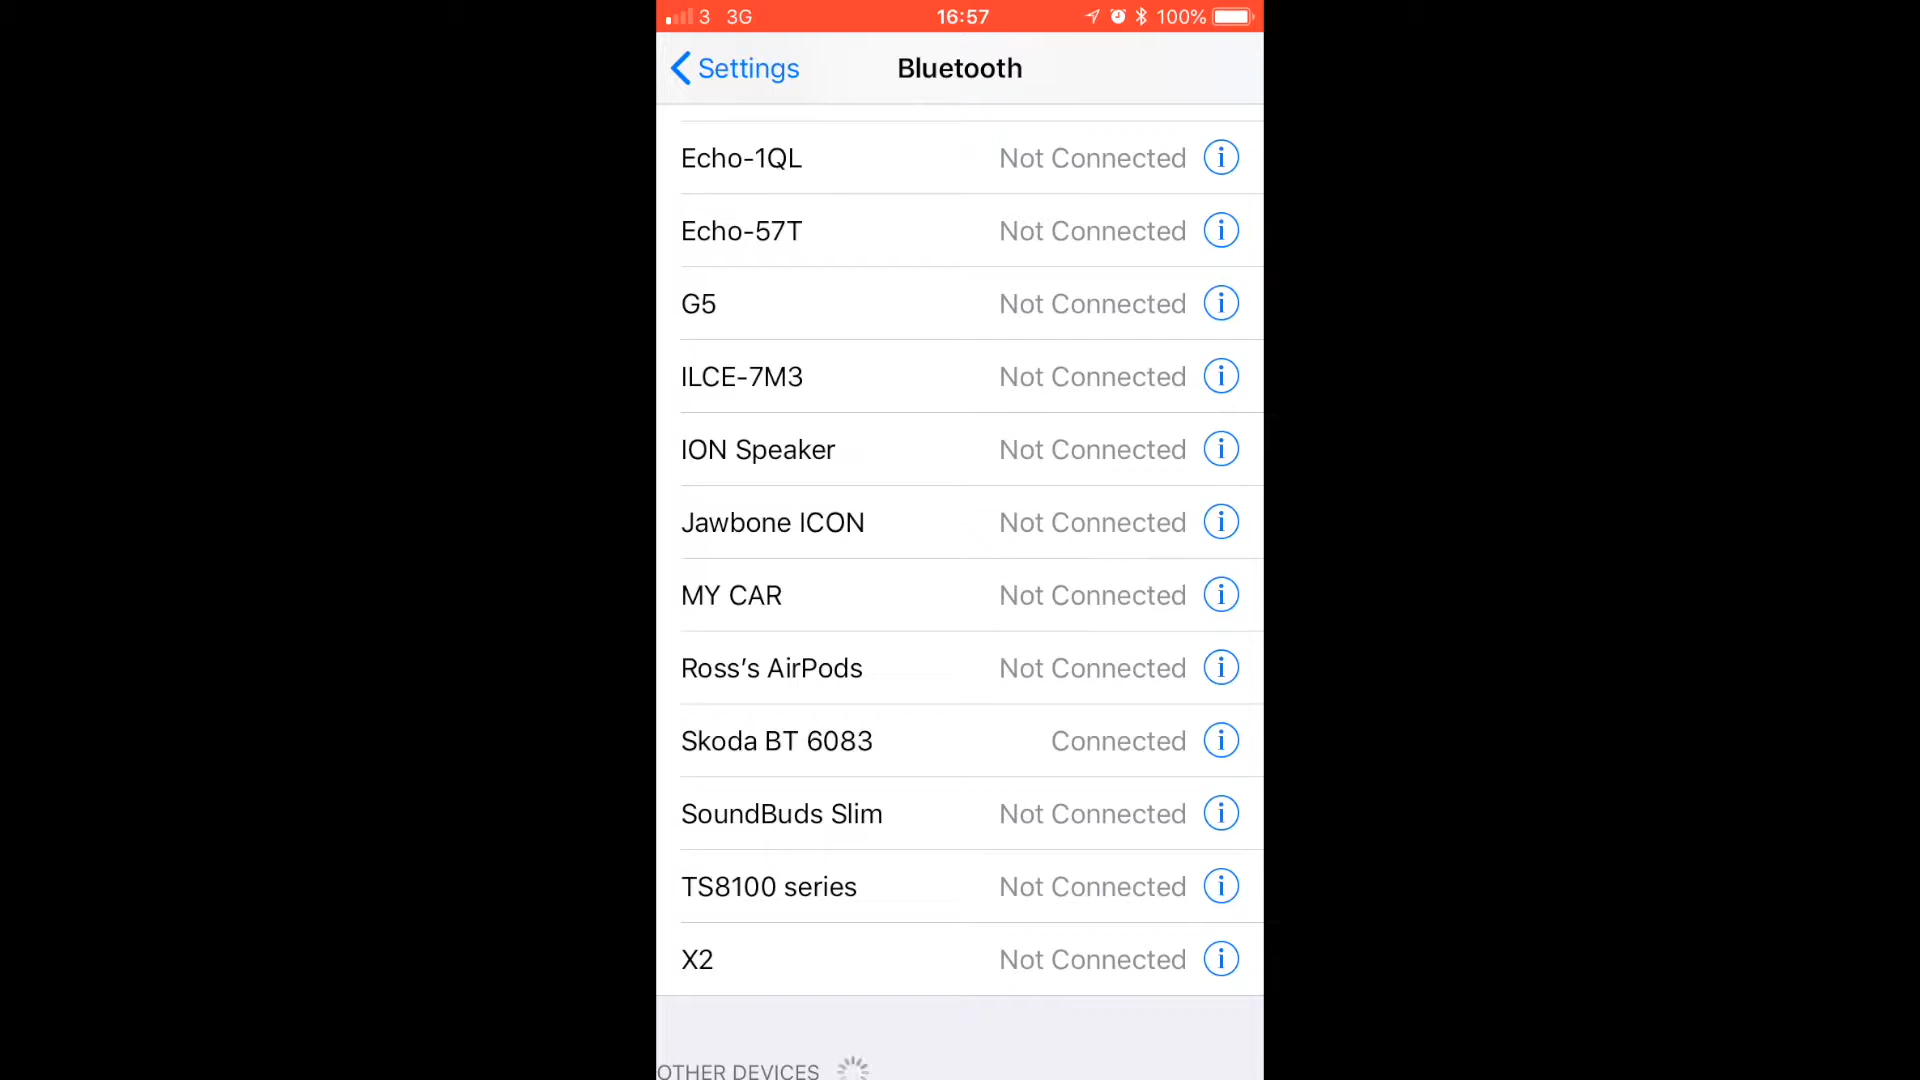 3 3G 16:57 100%
Settings Bluetooth
Echo-1QL Not Connected
Echo-57T Not Connected
G5 Not Connected
ILCE-7M3 Not Connected
ION Speaker Not Connected
Jawbone ICON Not Connected
MY CAR Not Connected
Ross’s AirPods Not Connected
Skoda BT 6083 Connected
SoundBuds Slim Not Connected
TS8100 series Not Connected
X2 Not Connected
OTHER DEVICES